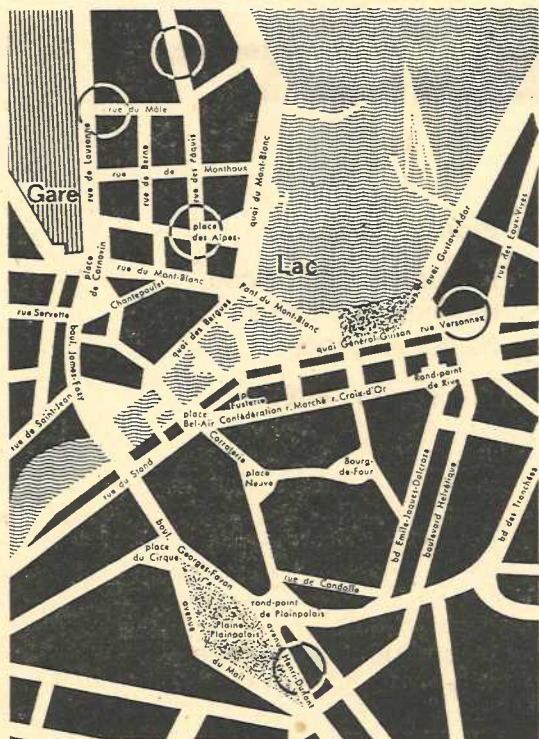 rue du Môle
rue de Lausanne
rue de Berne
rue des Pâquis
rue de Monthoux
quai du Mont-Blanc
Gare
place
des Alpes
place
de Cornavin
rue du Mont-Blanc
Chantepoulet
Lac
quai Gustave-Ador
rue des Eaux-Vives
rue Servette
boul. James-Fazy
quai des Bergues
Pont du Mont-Blanc
quai Général-Guisan
rue Versonnex
rue de Saint-Jean
Fusterie
Rond-point
de Rive
place
Bel-Air
Confédération
r. Marché
r. Croix-d'Or
Corraterie
rue du Stand
place
Neuve
Bourg-
de-Four
bd Emile-Jaques-Dalcroze
boulevard Helvétique
bd des Tranchées
boul. Georges-Favon
place
du Cirque
rue de Candolle
rond-point
de Plainpalais
Plaine
Plainpalais
avenue
du Mail
aven. Henri-Dunant